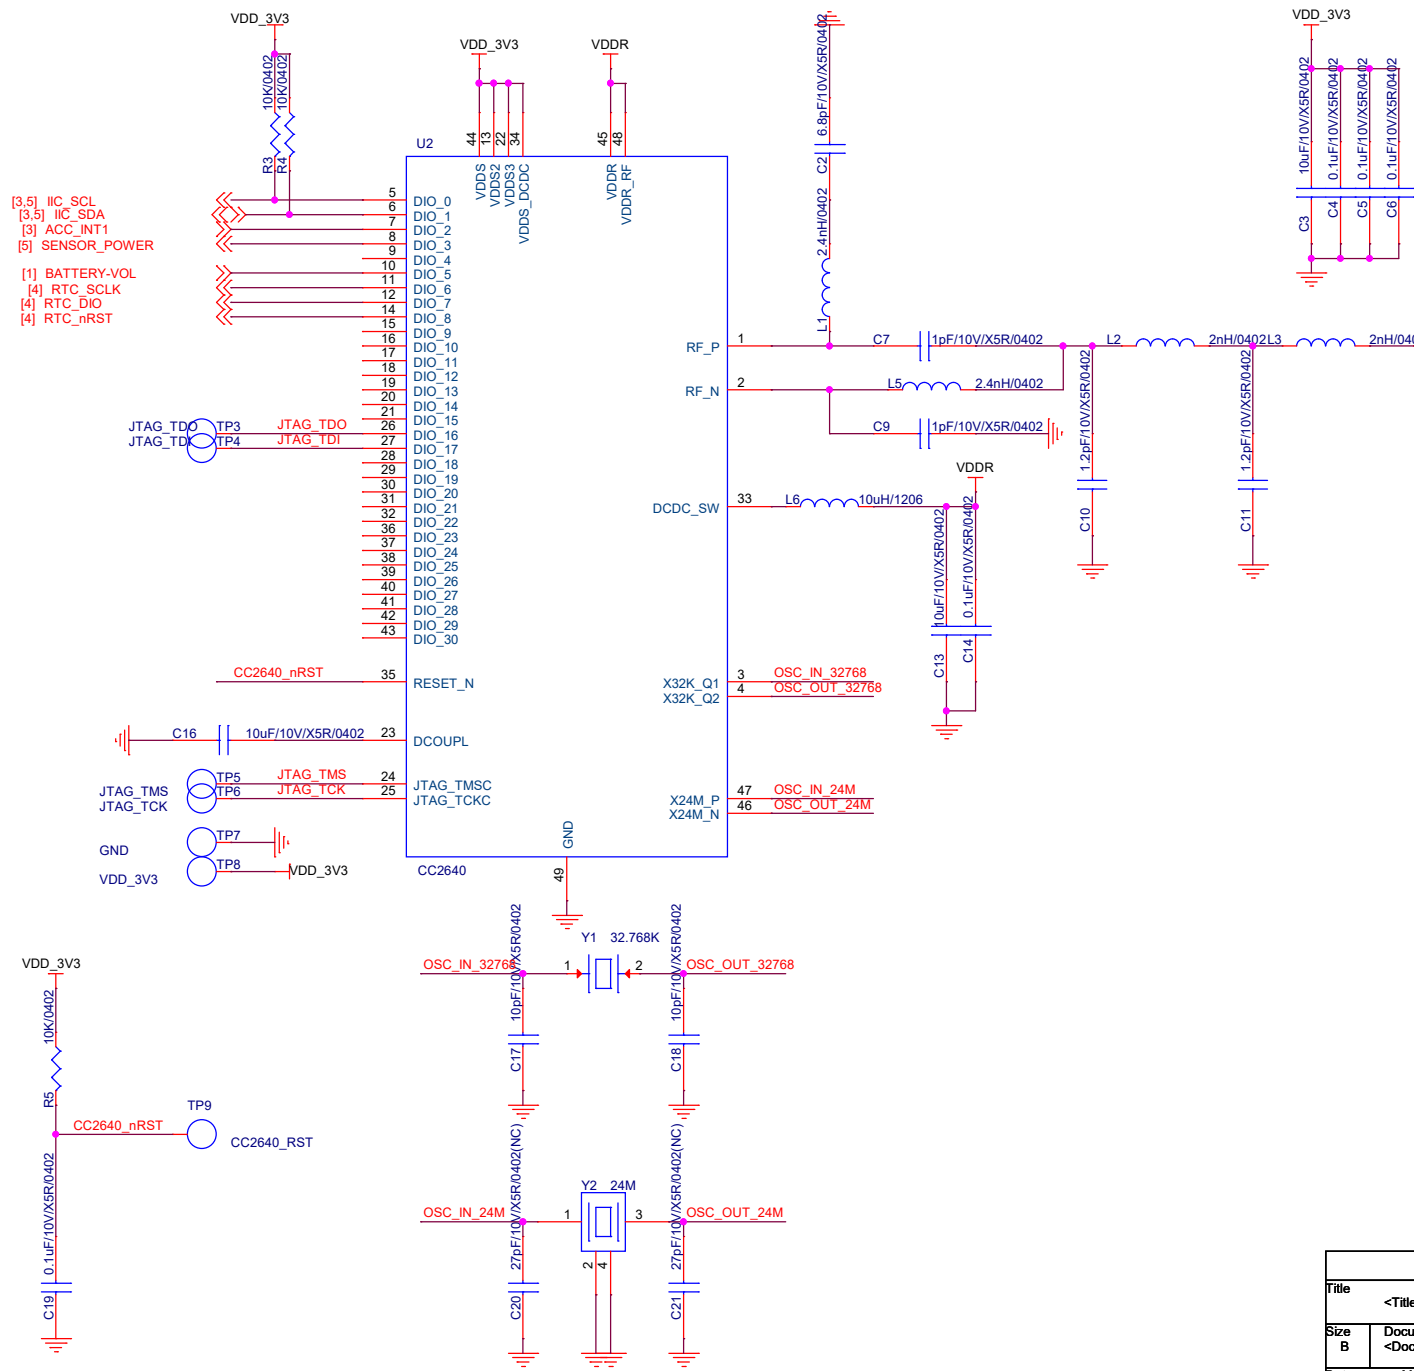 VDD_3V3
10K/0402
10K/0402
R3
R4
VDD_3V3
VDDR
6.8pF/10V/X5R/0402
C2
2.4nH/0402
L1
VDD_3V3
10uF/10V/X5R/0402
0.1uF/10V/X5R/0402
0.1uF/10V/X5R/0402
0.1uF/10V/X5R/0402
C3
C4
C5
C6
U2
44
13
22
34
45
48
VDDS
VDDS2
VDDS3
VDDS_DCDC
VDDR
VDDR_RF
[3,5] IIC_SCL
[3,5] IIC_SDA
[3] ACC_INT1
[5] SENSOR_POWER
[1] BATTERY-VOL
[4] RTC_SCLK
[4] RTC_DIO
[4] RTC_nRST
5 DIO_0
6 DIO_1
7 DIO_2
8 DIO_3
9 DIO_4
10 DIO_5
11 DIO_6
12 DIO_7
14 DIO_8
15 DIO_9
16 DIO_10
17 DIO_11
18 DIO_12
19 DIO_13
20 DIO_14
21 DIO_15
26 DIO_16
27 DIO_17
28 DIO_18
29 DIO_19
30 DIO_20
31 DIO_21
32 DIO_22
36 DIO_23
37 DIO_24
38 DIO_25
39 DIO_26
40 DIO_27
41 DIO_28
42 DIO_29
43 DIO_30
JTAG_TDO TP3 JTAG_TDO
JTAG_TDI TP4 JTAG_TDI
RF_P 1
C7 1pF/10V/X5R/0402
L2 2nH/0402
L3
RF_N 2
L5 2.4nH/0402
C9 1pF/10V/X5R/0402
1.2pF/10V/X5R/0402
C10
1.2pF/10V/X5R/0402
C11
VDDR
DCDC_SW 33
L6 10uH/1206
10uF/10V/X5R/0402
0.1uF/10V/X5R/0402
C13
C14
CC2640_nRST 35 RESET_N
X32K_Q1 3 OSC_IN_32768
X32K_Q2 4 OSC_OUT_32768
C16 10uF/10V/X5R/0402 23 DCOUPL
JTAG_TMS TP5 JTAG_TMS 24 JTAG_TMSC
JTAG_TCK TP6 JTAG_TCK 25 JTAG_TCKC
X24M_P 47 OSC_IN_24M
X24M_N 46 OSC_OUT_24M
GND TP7
VDD_3V3 TP8 VDD_3V3
GND
49
CC2640
VDD_3V3
10K/0402
R5
CC2640_nRST
TP9
CC2640_RST
0.1uF/10V/X5R/0402
C19
Y1 32.768K
OSC_IN_32768 1 2 OSC_OUT_32768
10pF/10V/X5R/0402
C17
10pF/10V/X5R/0402
C18
Y2 24M
OSC_IN_24M 1 3 OSC_OUT_24M
2
4
27pF/10V/X5R/0402(NC)
C20
27pF/10V/X5R/0402(NC)
C21
Title
Size
B